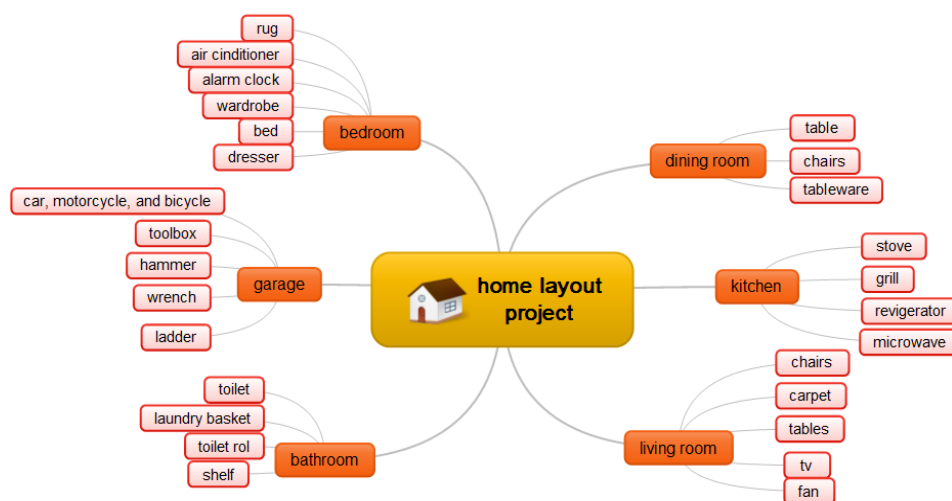 home layout
project
bedroom
rug
air cinditioner
alarm clock
wardrobe
bed
dresser
garage
car, motorcycle, and bicycle
toolbox
hammer
wrench
ladder
bathroom
toilet
laundry basket
toilet rol
shelf
dining room
table
chairs
tableware
kitchen
stove
grill
revigerator
microwave
living room
chairs
carpet
tables
tv
fan